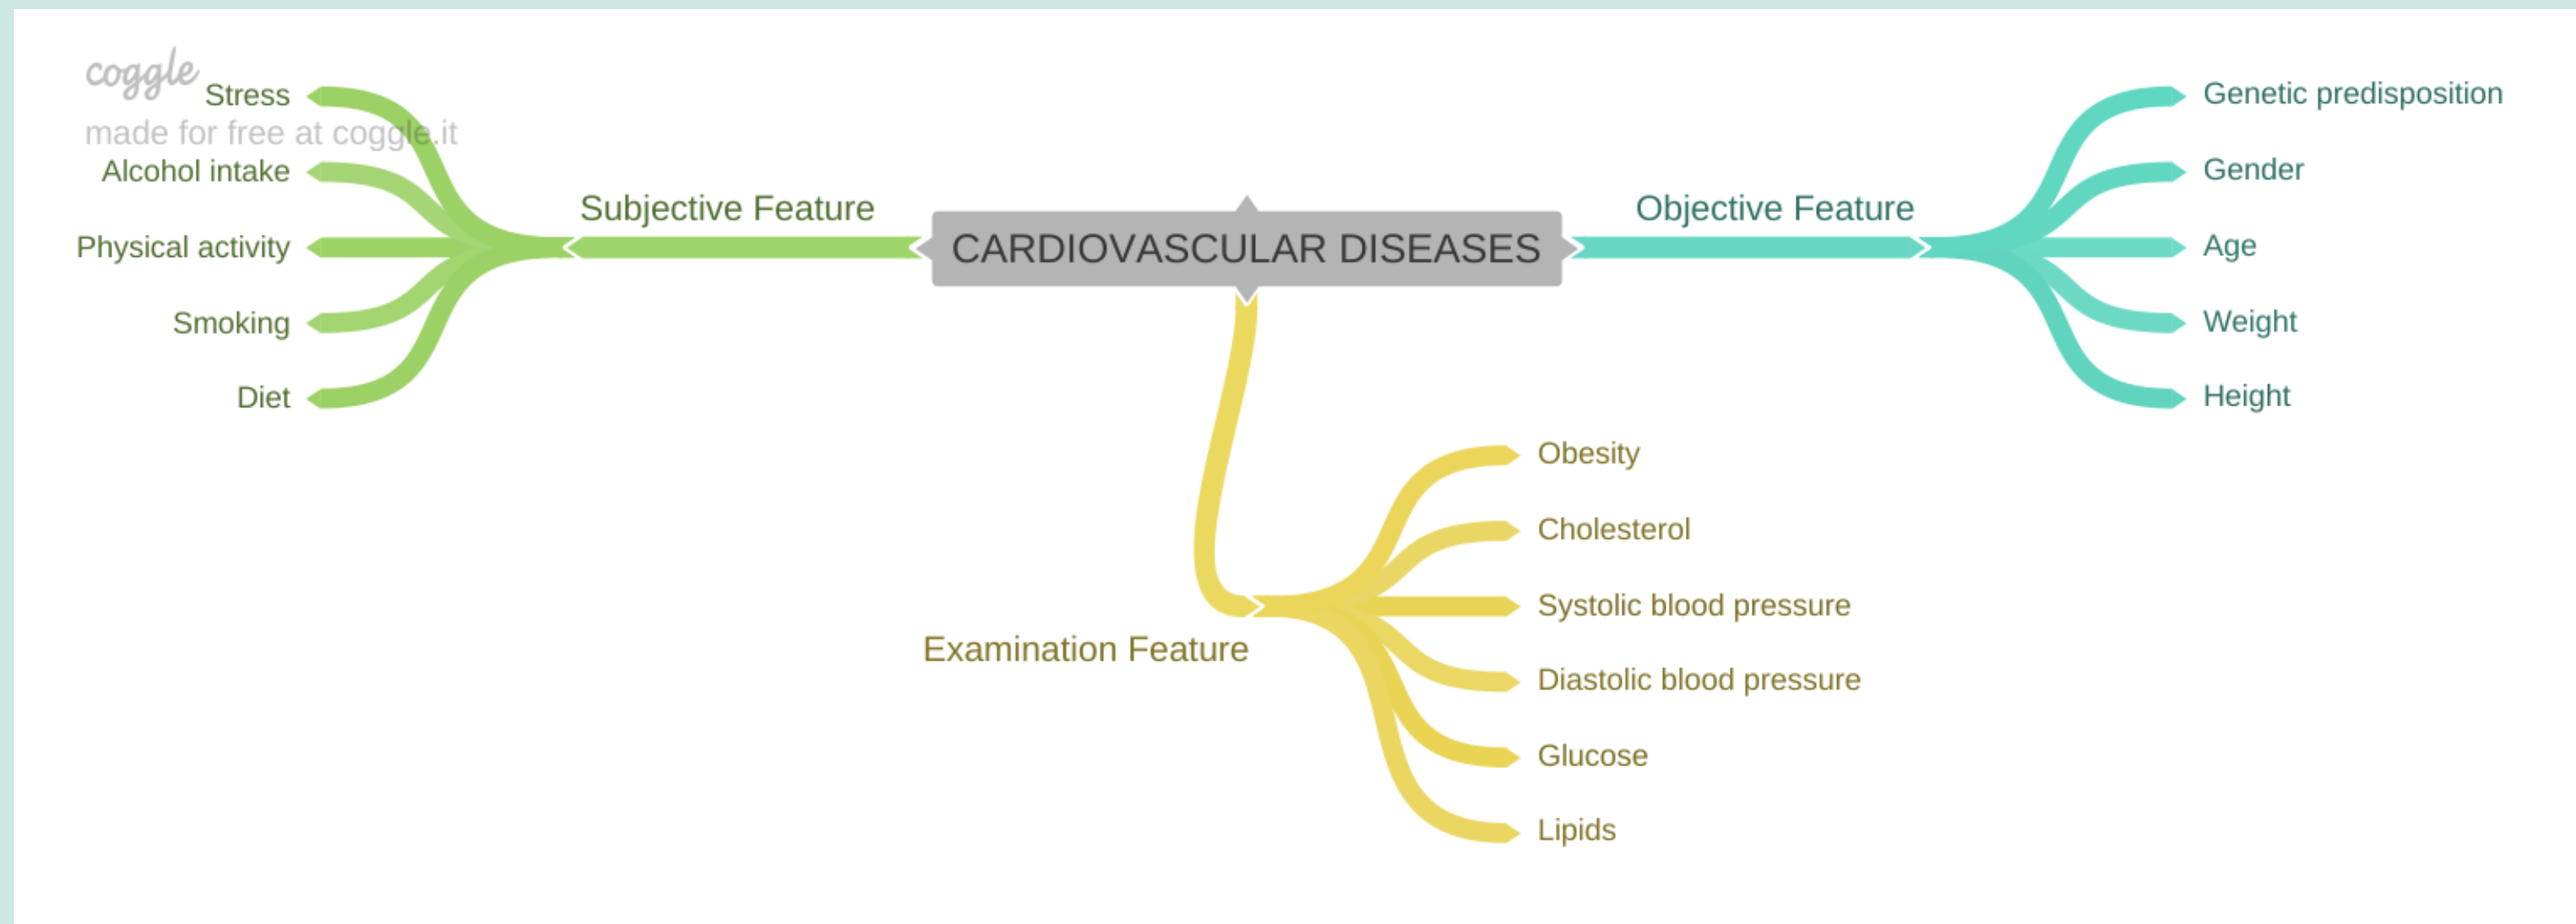 coggle
made for free at coggle.it
Stress
Alcohol intake
Physical activity
Smoking
Diet
Subjective Feature
CARDIOVASCULAR DISEASES
Objective Feature
Genetic predisposition
Gender
Age
Weight
Height
Examination Feature
Obesity
Cholesterol
Systolic blood pressure
Diastolic blood pressure
Glucose
Lipids